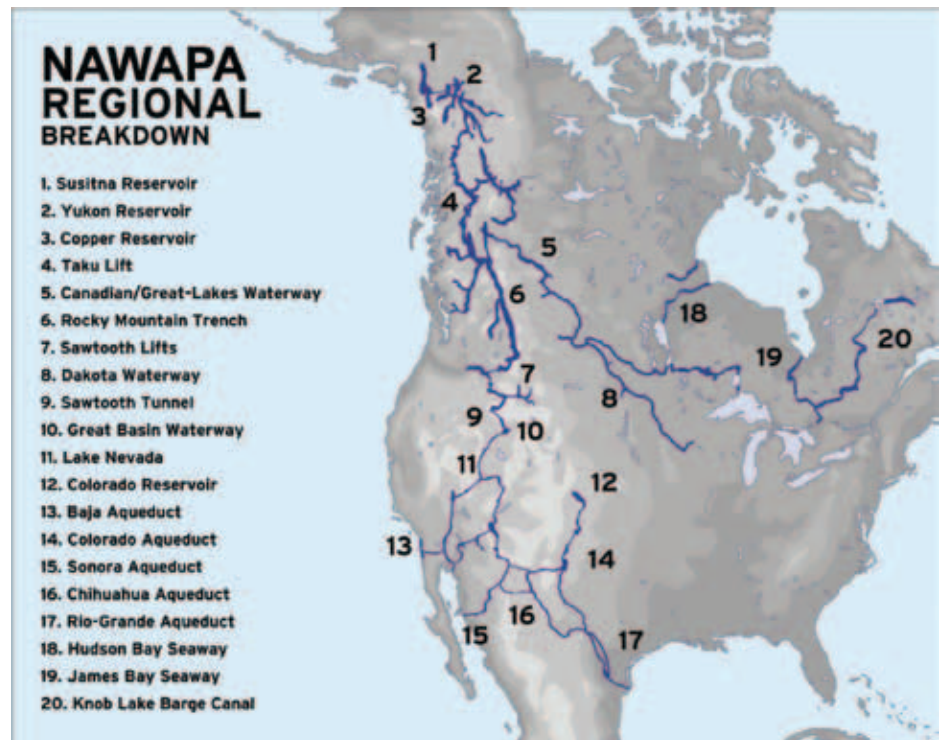 NAWAPA
REGIONAL
BREAKDOWN
1. Susitna Reservoir
2. Yukon Reservoir
3. Copper Reservoir
4. Taku Lift
5. Canadian/Great-Lakes Waterway
6. Rocky Mountain Trench
7. Sawtooth Lifts
8. Dakota Waterway
9. Sawtooth Tunnel
10. Great Basin Waterway
11. Lake Nevada
12. Colorado Reservoir
13. Baja Aqueduct
14. Colorado Aqueduct
15. Sonora Aqueduct
16. Chihuahua Aqueduct
17. Rio-Grande Aqueduct
18. Hudson Bay Seaway
19. James Bay Seaway
20. Knob Lake Barge Canal
1
2
3
4
5
6
18
19
20
7
8
9
10
11
12
13
14
15
16
17